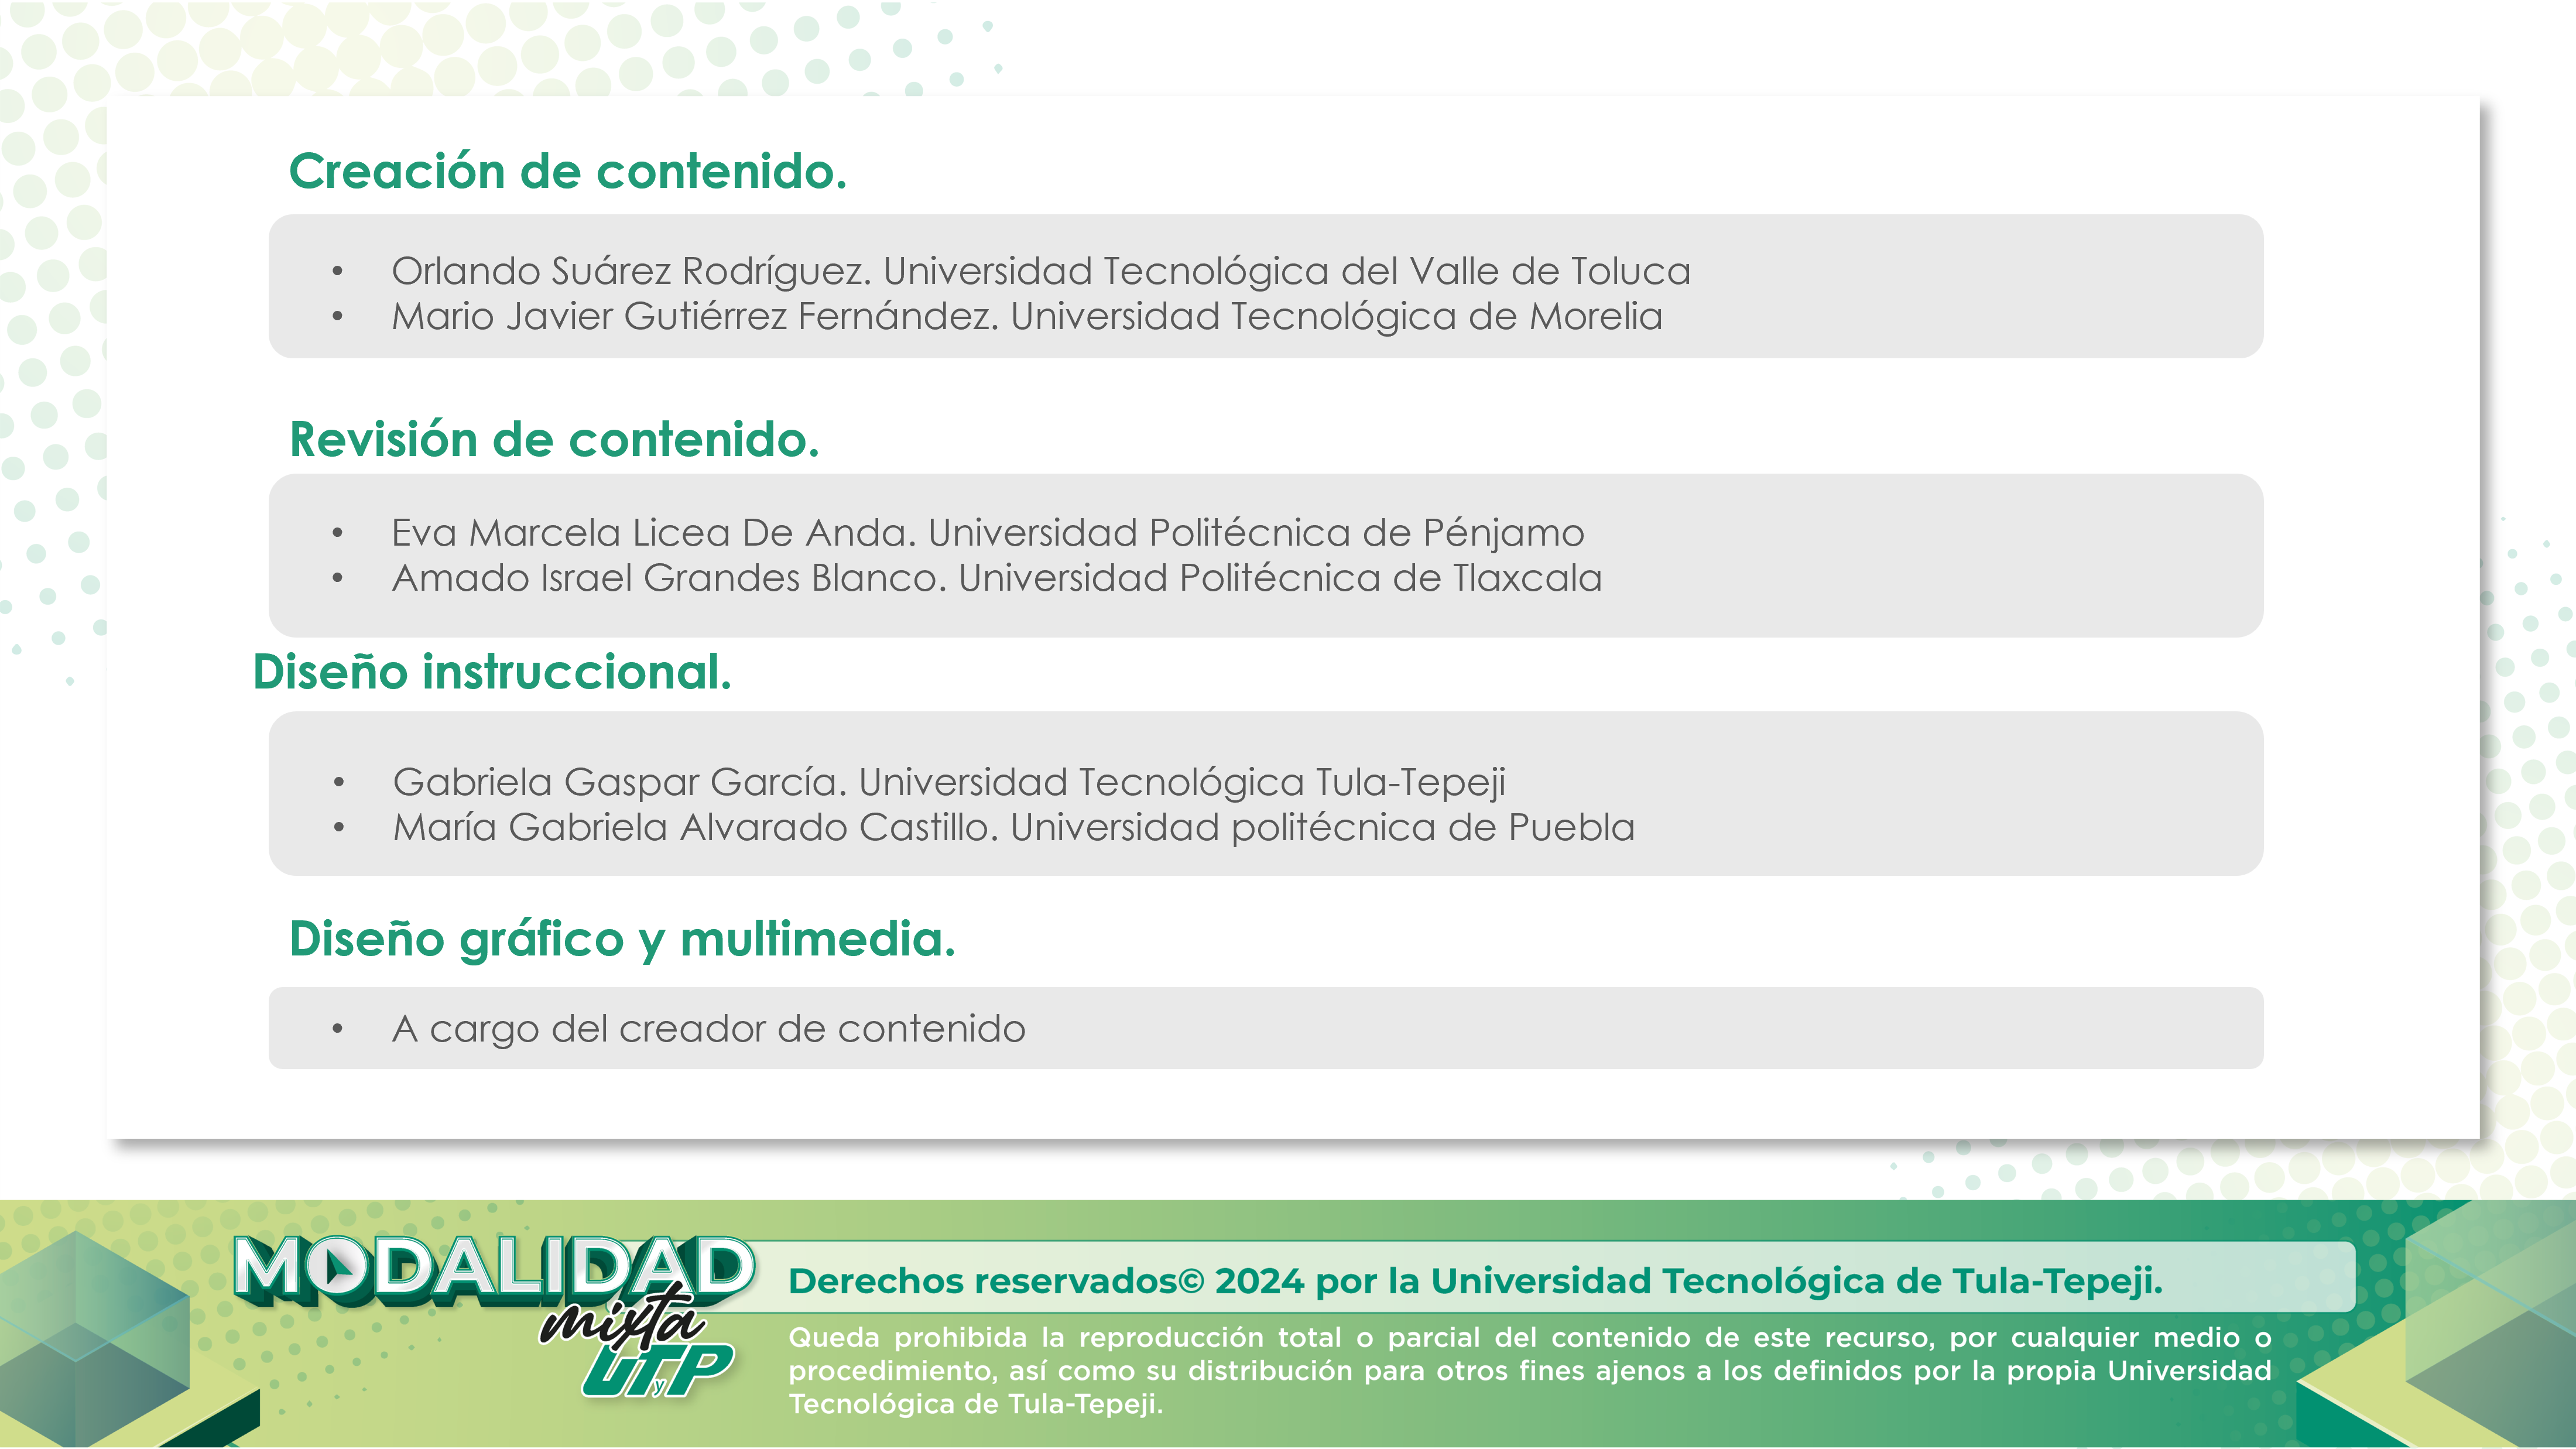 Creación de contenido.
• Orlando Suárez Rodríguez. Universidad Tecnológica del Valle de Toluca
• Mario Javier Gutiérrez Fernández. Universidad Tecnológica de Morelia
Revisión de contenido.
• Eva Marcela Licea De Anda. Universidad Politécnica de Pénjamo
• Amado Israel Grandes Blanco. Universidad Politécnica de Tlaxcala
Diseño instruccional.
• Gabriela Gaspar García. Universidad Tecnológica Tula-Tepeji
• María Gabriela Alvarado Castillo. Universidad politécnica de Puebla
Diseño gráfico y multimedia.
• A cargo del creador de contenido
MODALIDAD
mixta
UTyP
Derechos reservados© 2024 por la Universidad Tecnológica de Tula-Tepeji.
Queda prohibida la reproducción total o parcial del contenido de este recurso, por cualquier medio o
procedimiento, así como su distribución para otros fines ajenos a los definidos por la propia Universidad
Tecnológica de Tula-Tepeji.